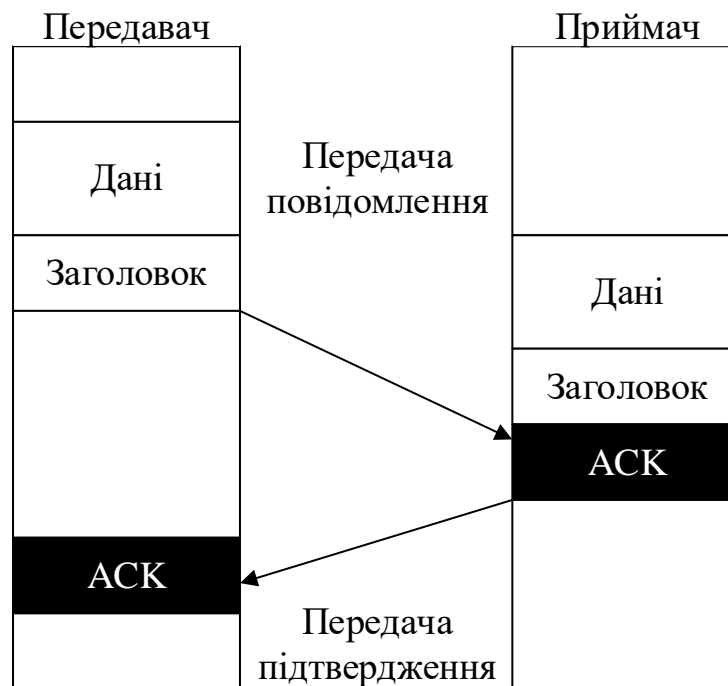 Передавач
Приймач
Передача
повідомлення
Дані
Заголовок
Дані
Заголовок
ACK
ACK
Передача
підтвердження